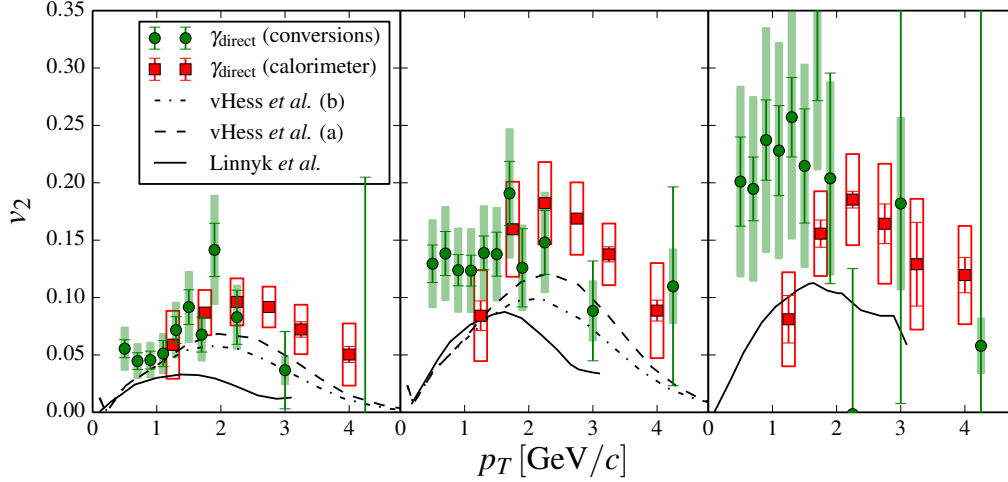 0.35
0.30
0.25
0.20
0.15
0.10
0.05
0.00
v₂
γdirect (conversions)
γdirect (calorimeter)
vHess et al. (b)
vHess et al. (a)
Linnyk et al.
0 1 2 3 4 0 1 2 3 4 0 1 2 3 4
p_T [GeV/c]